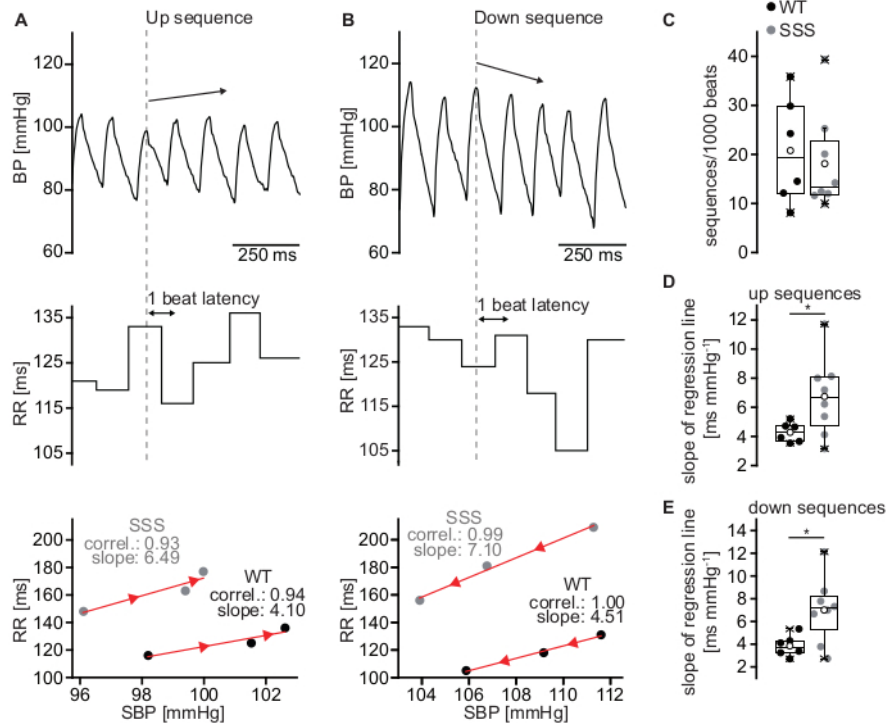 A
Up sequence
120
100
80
60
BP [mmHg]
250 ms
1 beat latency
135
125
115
105
RR [ms]
SSS
correl.: 0.93
slope: 6.49
WT
correl.: 0.94
slope: 4.10
200
180
160
140
120
100
RR [ms]
96
98
100
102
SBP [mmHg]
B
Down sequence
120
100
80
60
BP [mmHg]
250 ms
1 beat latency
135
125
115
105
RR [ms]
SSS
correl.: 0.99
slope: 7.10
WT
correl.: 1.00
slope: 4.51
200
180
160
140
120
100
RR [ms]
104
106
108
110
112
SBP [mmHg]
WT
SSS
C
40
30
20
10
0
sequences/1000 beats
D
up sequences
*
12
10
8
6
4
2
slope of regression line
[ms mmHg⁻¹]
E
down sequences
*
14
12
10
8
6
4
2
slope of regression line
[ms mmHg⁻¹]